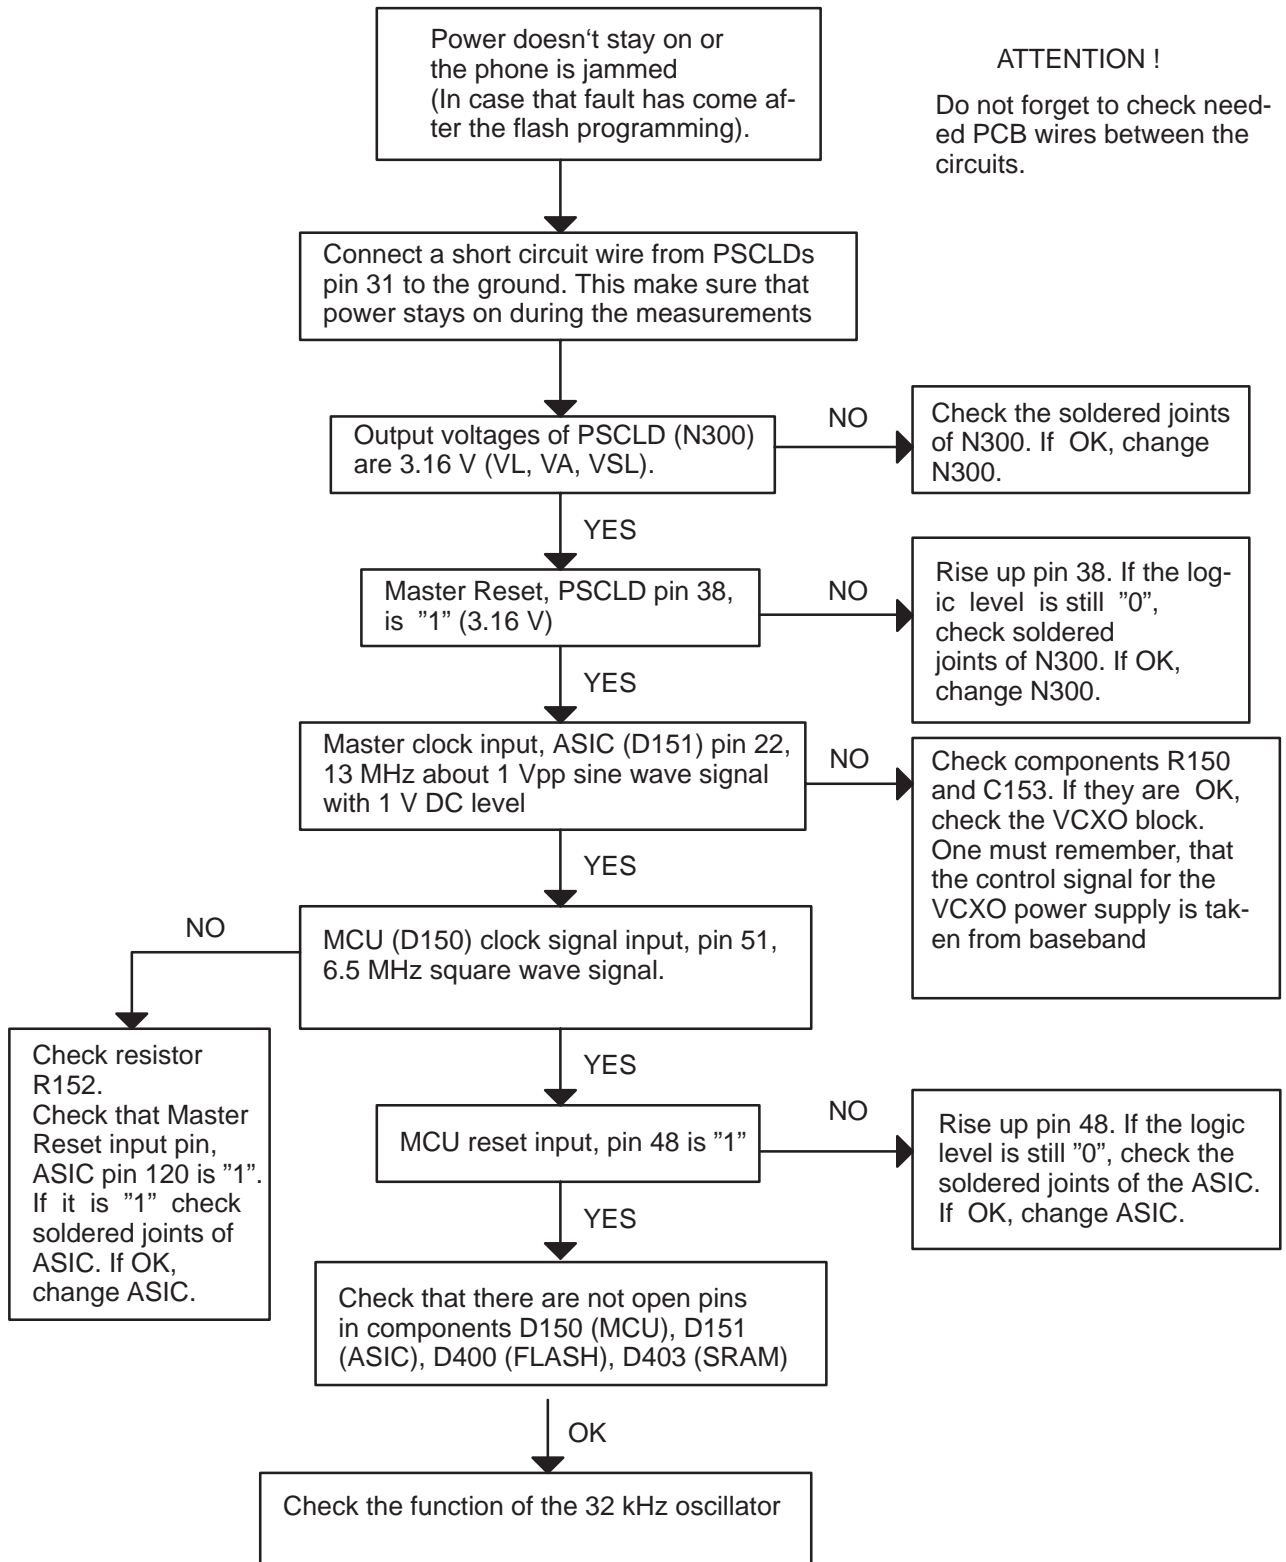 Power doesn‘t stay on or
the phone is jammed
(In case that fault has come af-
ter the flash programming).
ATTENTION !
Do not forget to check need-
ed PCB wires between the
circuits.
Connect a short circuit wire from PSCLDs
pin 31 to the ground. This make sure that
power stays on during the measurements
Output voltages of PSCLD (N300)
are 3.16 V (VL, VA, VSL).
NO
Check the soldered joints
of N300. If OK, change
N300.
YES
Master Reset, PSCLD pin 38,
is ”1” (3.16 V)
NO
Rise up pin 38. If the log-
ic level is still ”0”,
check soldered
joints of N300. If OK,
change N300.
YES
Master clock input, ASIC (D151) pin 22,
13 MHz about 1 Vpp sine wave signal
with 1 V DC level
NO
Check components R150
and C153. If they are OK,
check the VCXO block.
One must remember, that
the control signal for the
VCXO power supply is tak-
en from baseband
YES
MCU (D150) clock signal input, pin 51,
6.5 MHz square wave signal.
NO
Check resistor
R152.
Check that Master
Reset input pin,
ASIC pin 120 is ”1”.
If it is ”1” check
soldered joints of
ASIC. If OK,
change ASIC.
YES
MCU reset input, pin 48 is ”1”
NO
Rise up pin 48. If the logic
level is still ”0”, check the
soldered joints of the ASIC.
If OK, change ASIC.
YES
Check that there are not open pins
in components D150 (MCU), D151
(ASIC), D400 (FLASH), D403 (SRAM)
OK
Check the function of the 32 kHz oscillator